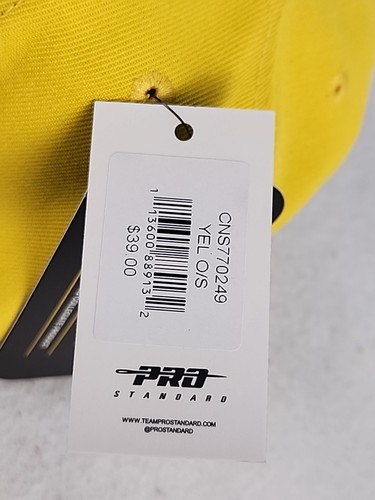 CNS770249
YEL O/S
1 13600 88913 2
$39.00
PRO
STANDARD
WWW.TEAMPROSTANDARD.COM
@PROSTANDARD